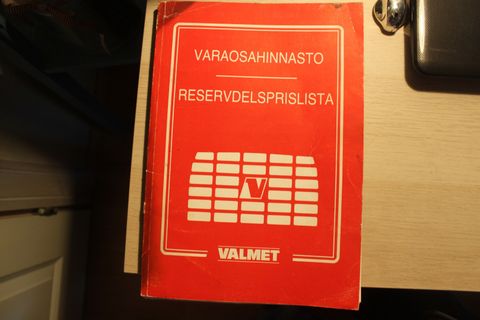 VARAOSAHINNASTO
RESERVDELSPRISLISTA
V
VALMET